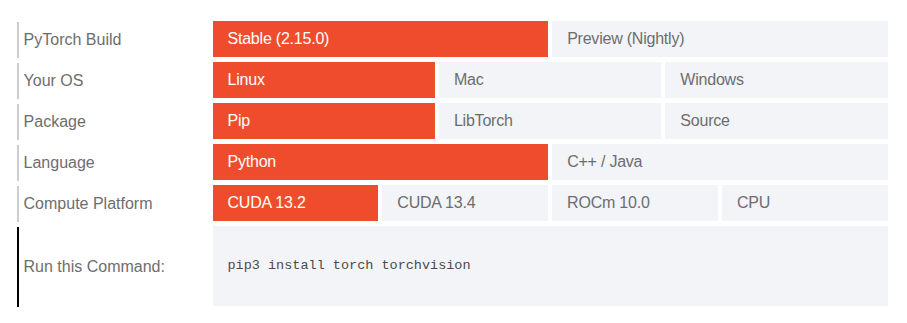 PyTorch Build Stable (2.15.0) Preview (Nightly)
Your OS Linux Mac Windows
Package Pip LibTorch Source
Language Python C++ / Java
Compute Platform CUDA 13.2 CUDA 13.4 ROCm 10.0 CPU
Run this Command: pip3 install torch torchvision